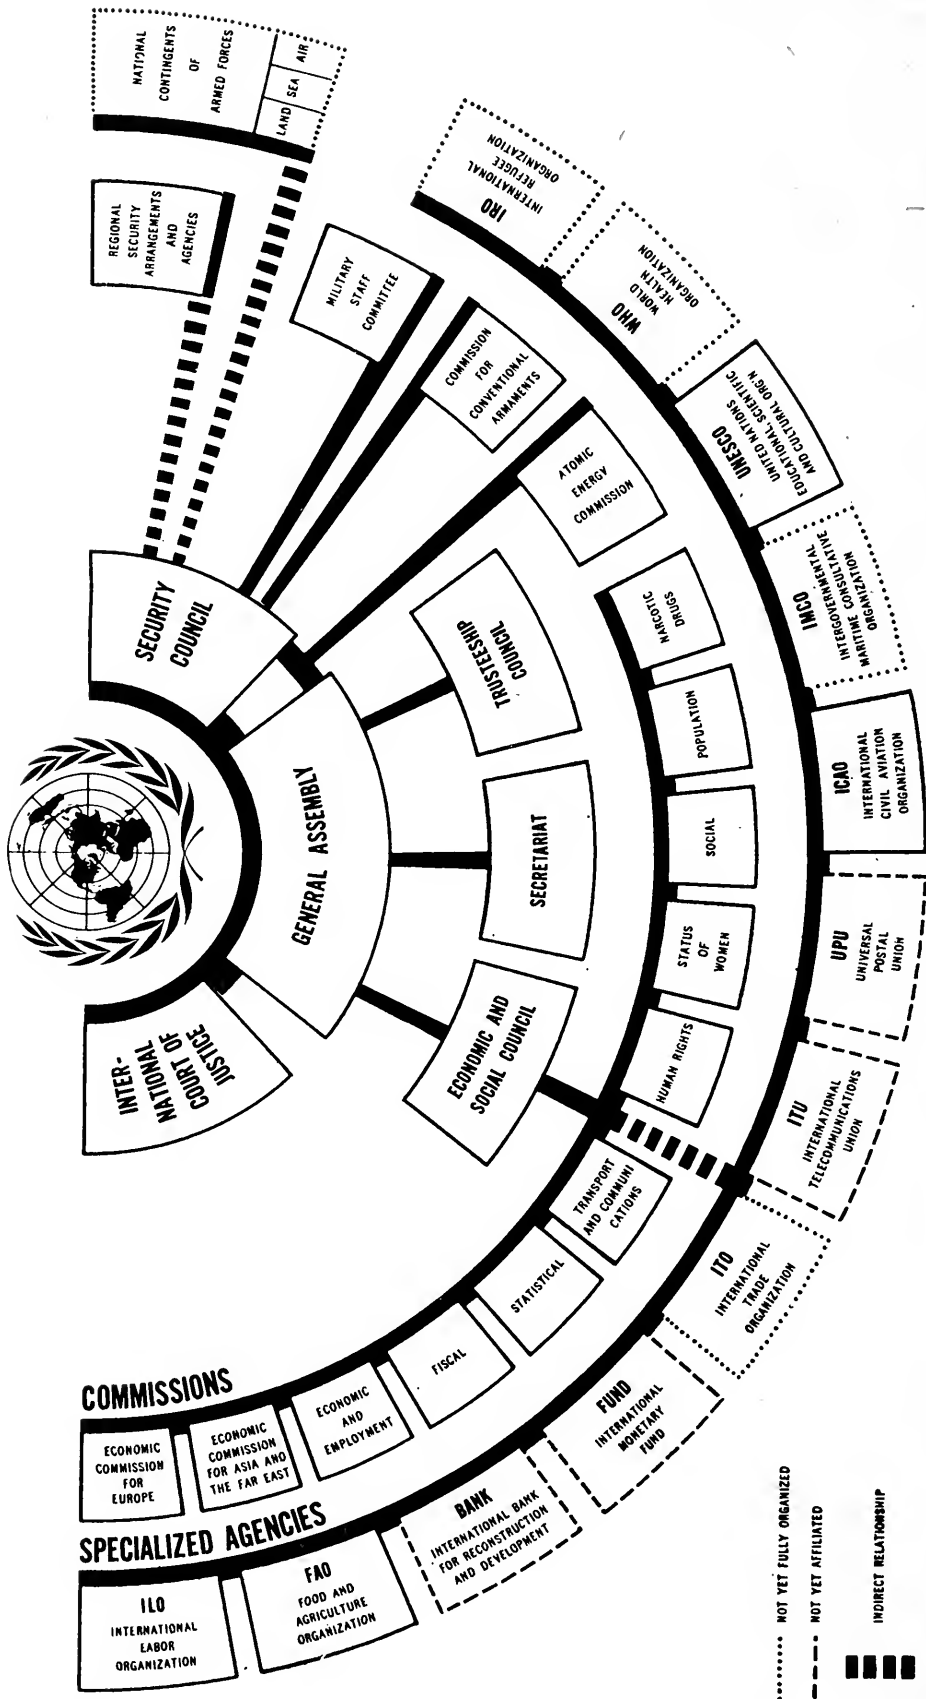 NATIONAL
CONTINGENTS
OF
ARMED FORCES
LAND
SEA
AIR
REGIONAL
SECURITY
ARRANGEMENTS
AND
AGENCIES
MILITARY
STAFF
COMMITTEE
COMMISSION
FOR
CONVENTIONAL
ARMAMENTS
ATOMIC
ENERGY
COMMISSION
SECURITY
COUNCIL
GENERAL ASSEMBLY
INTER-
NATIONAL
COURT OF
JUSTICE
TRUSTEESHIP
COUNCIL
SECRETARIAT
ECONOMIC AND
SOCIAL COUNCIL
COMMISSIONS
ECONOMIC
COMMISSION
FOR
EUROPE
ECONOMIC
COMMISSION
FOR ASIA AND
THE FAR EAST
ECONOMIC
AND
EMPLOYMENT
FISCAL
STATISTICAL
TRANSPORT
AND COMMUNI
CATIONS
HUMAN RIGHTS
STATUS
OF
WOMEN
SOCIAL
POPULATION
NARCOTIC
DRUGS
SPECIALIZED AGENCIES
ILO
INTERNATIONAL
LABOR
ORGANIZATION
FAO
FOOD AND
AGRICULTURE
ORGANIZATION
BANK
INTERNATIONAL BANK
FOR RECONSTRUCTION
AND DEVELOPMENT
FUND
INTERNATIONAL
MONETARY
FUND
ITO
INTERNATIONAL
TRADE
ORGANIZATION
ITU
INTERNATIONAL
TELECOMMUNICATIONS
UNION
UPU
UNIVERSAL
POSTAL
UNION
ICAO
INTERNATIONAL
CIVIL AVIATION
ORGANIZATION
IMCO
INTERGOVERNMENTAL
MARITIME CONSULTATIVE
ORGANIZATION
UNESCO
UNITED NATIONS
EDUCATIONAL, SCIENTIFIC
AND CULTURAL ORG'N
WHO
WORLD
HEALTH
ORGANIZATION
IRO
INTERNATIONAL
REFUGEE
ORGANIZATION
NOT YET FULLY ORGANIZED
NOT YET AFFILIATED
INDIRECT RELATIONSHIP